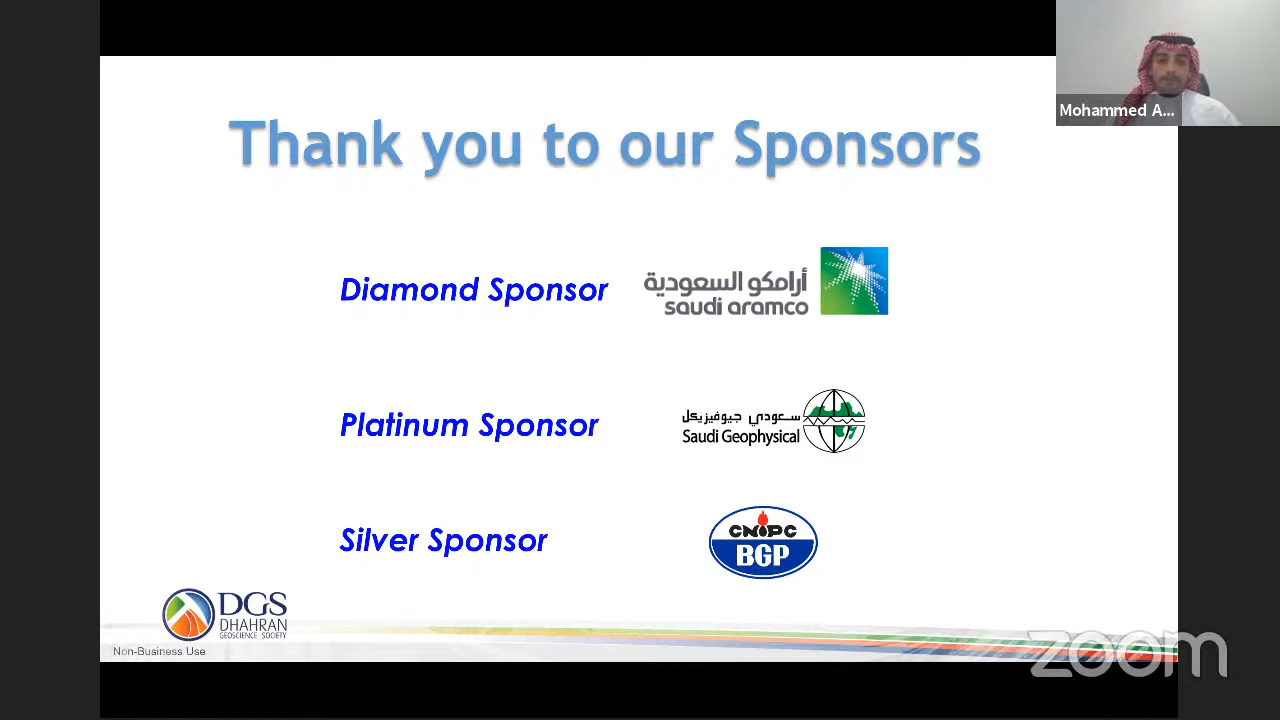 Thank you to our Sponsors
Mohammed A...
Diamond Sponsor
أرامكو السعودية
saudi aramco
Platinum Sponsor
سعودي جيوفيزيكل
Saudi Geophysical
Silver Sponsor
CNPC
BGP
DGS
DHAHRAN
GEOSCIENCE SOCIETY
Non-Business Use
zoom